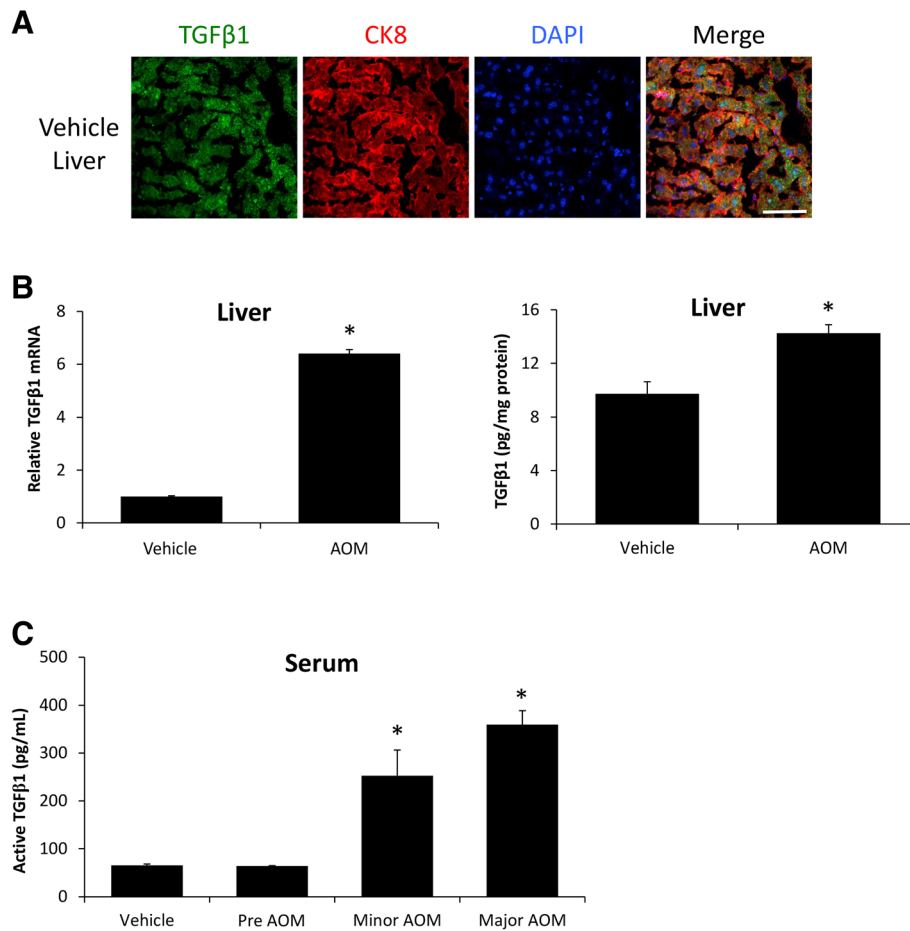 A
TGFβ1 CK8 DAPI Merge
Vehicle
Liver
B
Liver
Relative TGFβ1 mRNA
8
6
4
2
0
*
Vehicle AOM
Liver
TGFβ1 (pg/mg protein)
16
12
8
4
0
*
Vehicle AOM
C
Serum
Active TGFβ1 (pg/mL)
500
400
300
200
100
0
*
*
Vehicle Pre AOM Minor AOM Major AOM